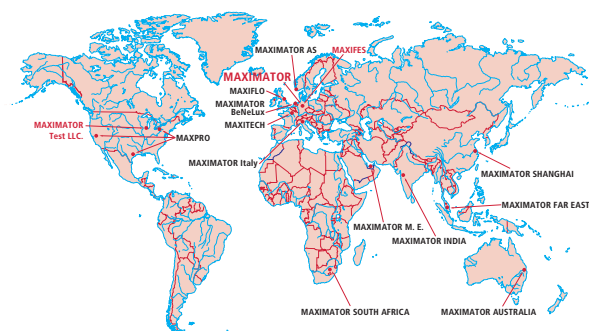 MAXIMATOR AS
MAXIFES
MAXIMATOR
MAXIFLO
MAXIMATOR
BeNeLux
MAXITECH
MAXIMATOR
Test LLC.
MAXPRO
MAXIMATOR Italy
MAXIMATOR SHANGHAI
MAXIMATOR FAR EAST
MAXIMATOR M. E.
MAXIMATOR INDIA
MAXIMATOR SOUTH AFRICA
MAXIMATOR AUSTRALIA